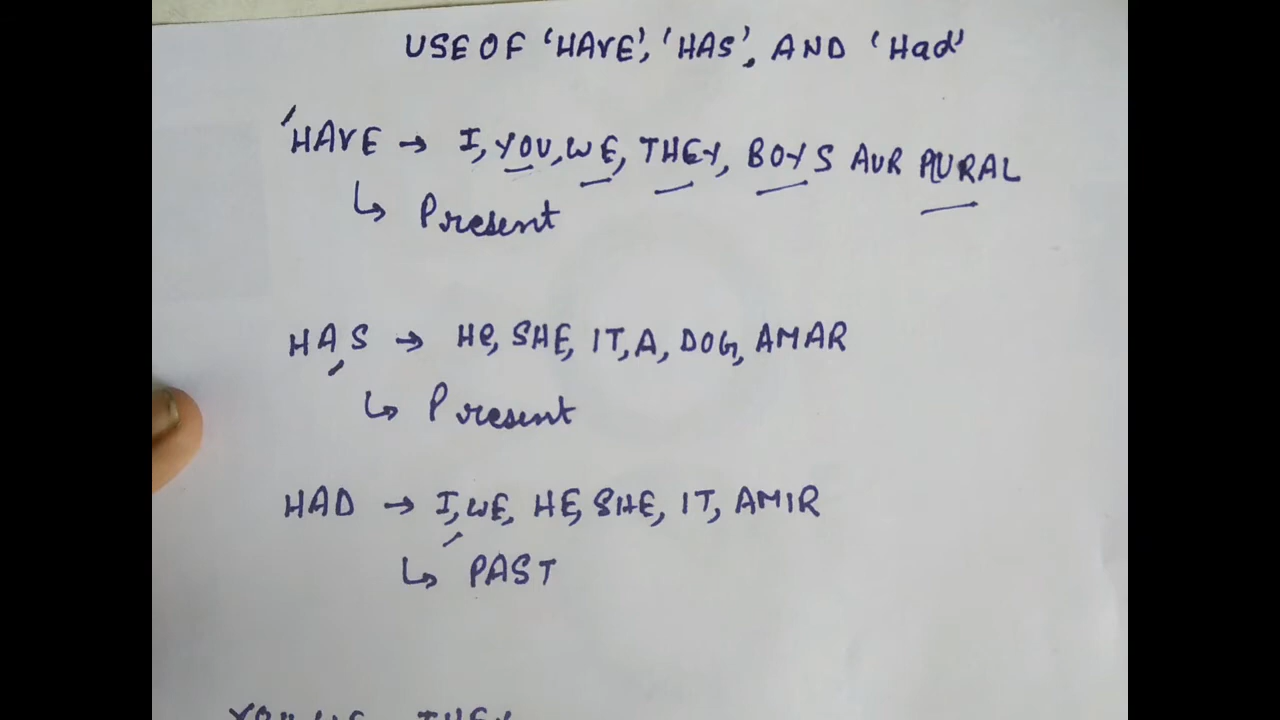 USE OF 'HAVE', 'HAS', AND 'Had'
HAVE → I, YOU, WE, THEY, BOYS AUR PLURAL
↳ Present
HAS → He, SHE, IT, A, DOG, AMAR
↳ Present
HAD → I, WE, HE, SHE, IT, AMIR
↳ PAST